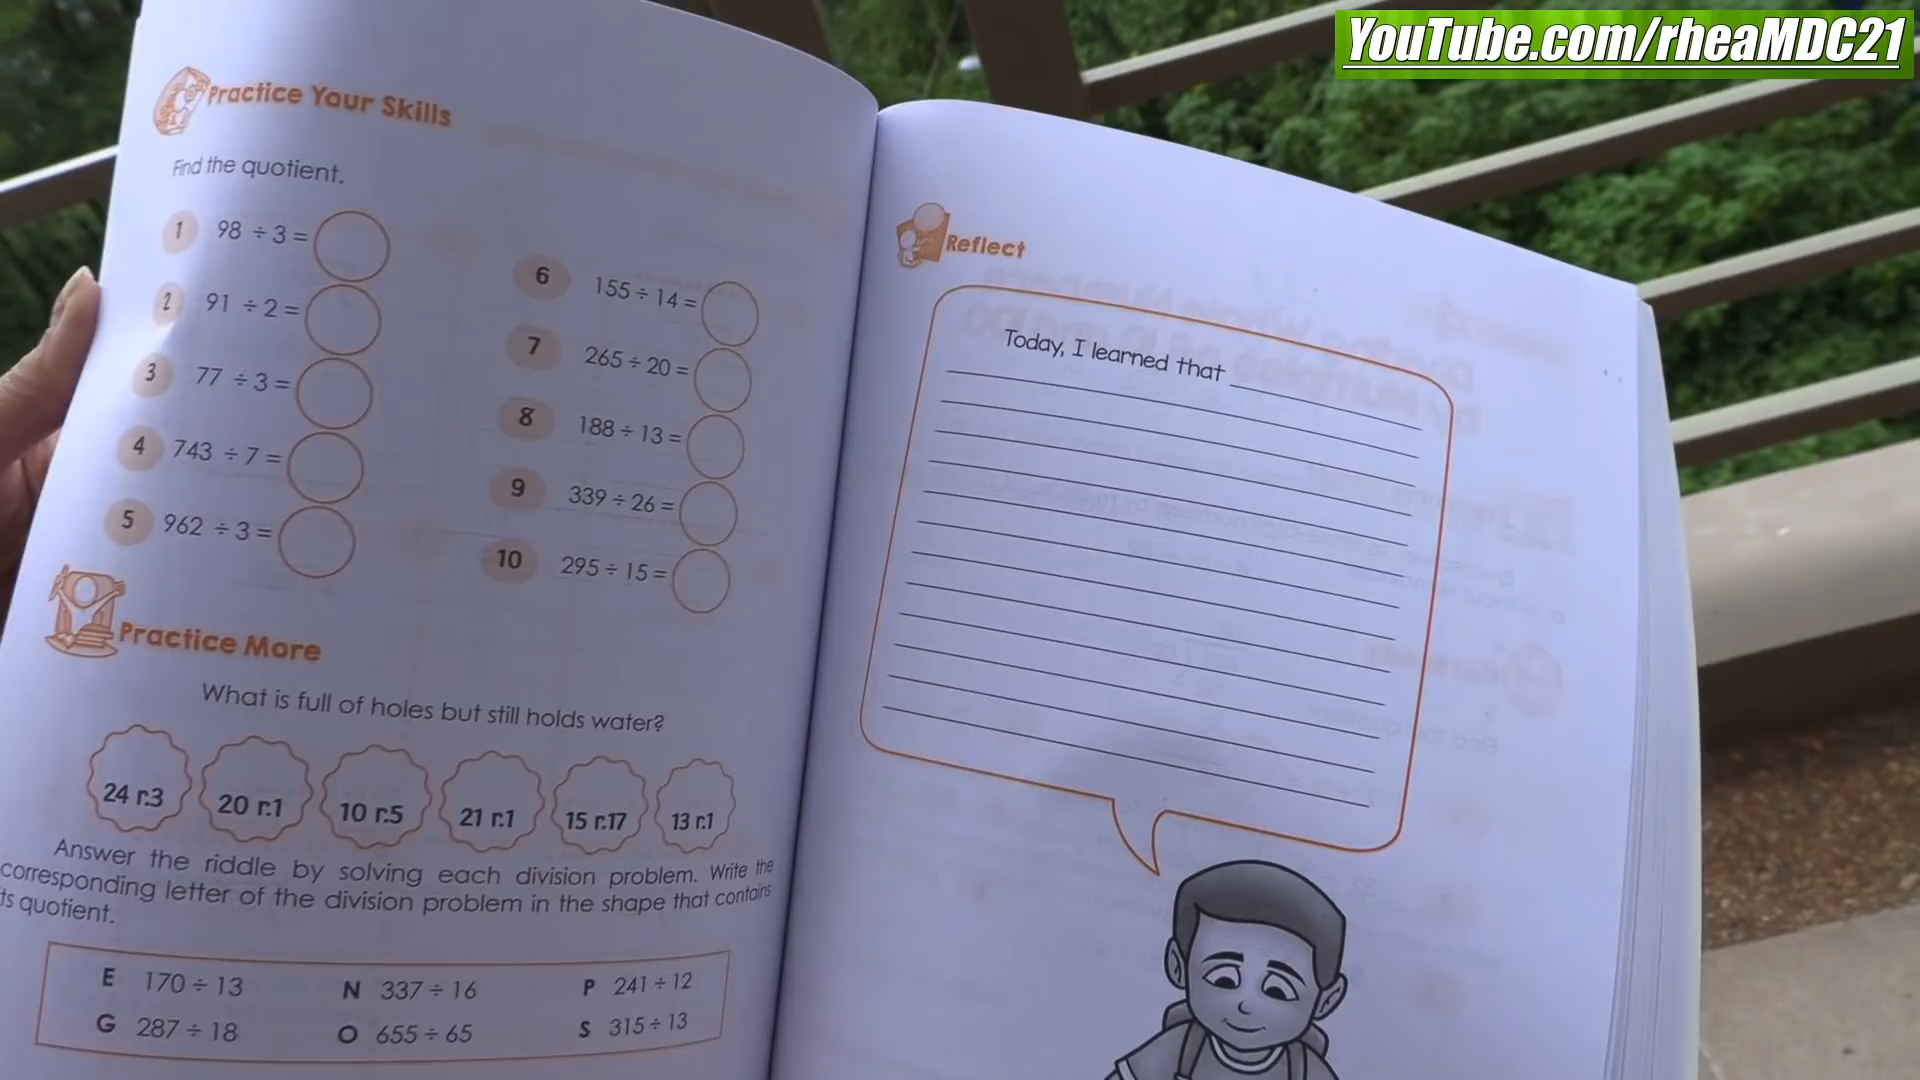 YouTube.com/rheaMDC21
Practice Your Skills
Find the quotient.
1 98 ÷ 3 =
2 91 ÷ 2 =
3 77 ÷ 3 =
4 743 ÷ 7 =
5 962 ÷ 3 =
6 155 ÷ 14 =
7 265 ÷ 20 =
8 188 ÷ 13 =
9 339 ÷ 26 =
10 295 ÷ 15 =
Practice More
What is full of holes but still holds water?
24 r.3 20 r.1 10 r.5 21 r.1 15 r.17 13 r.1
Answer the riddle by solving each division problem. Write the
corresponding letter of the division problem in the shape that contains
ts quotient.
E 170 ÷ 13 N 337 ÷ 16 P 241 ÷ 12
G 287 ÷ 18 O 655 ÷ 65 S 315 ÷ 13
Reflect
Today, I learned that